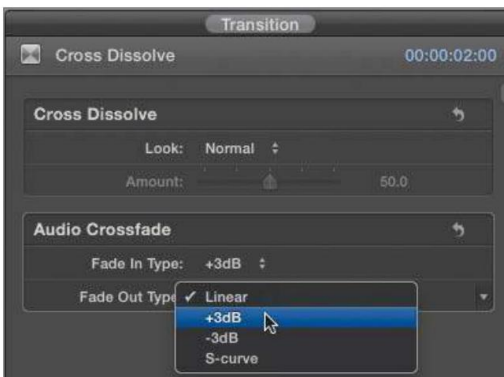 Transition
Cross Dissolve 00:00:02:00
Cross Dissolve
Look: Normal
Amount: 50.0
Audio Crossfade
Fade In Type: +3dB
Fade Out Type ✓ Linear
+3dB
-3dB
S-curve